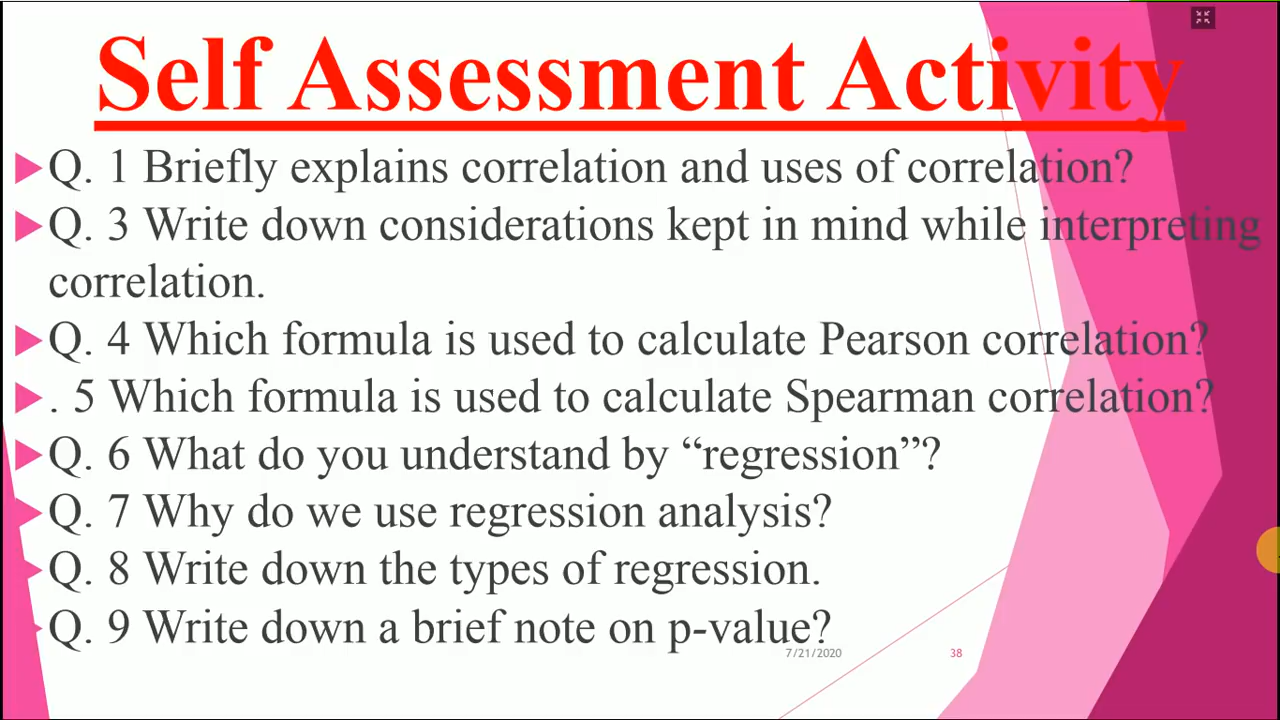 Self Assessment Activity
Q. 1 Briefly explains correlation and uses of correlation?
Q. 3 Write down considerations kept in mind while interpreting
correlation.
Q. 4 Which formula is used to calculate Pearson correlation?
. 5 Which formula is used to calculate Spearman correlation?
Q. 6 What do you understand by “regression”?
Q. 7 Why do we use regression analysis?
Q. 8 Write down the types of regression.
Q. 9 Write down a brief note on p-value?
7/21/2020 38